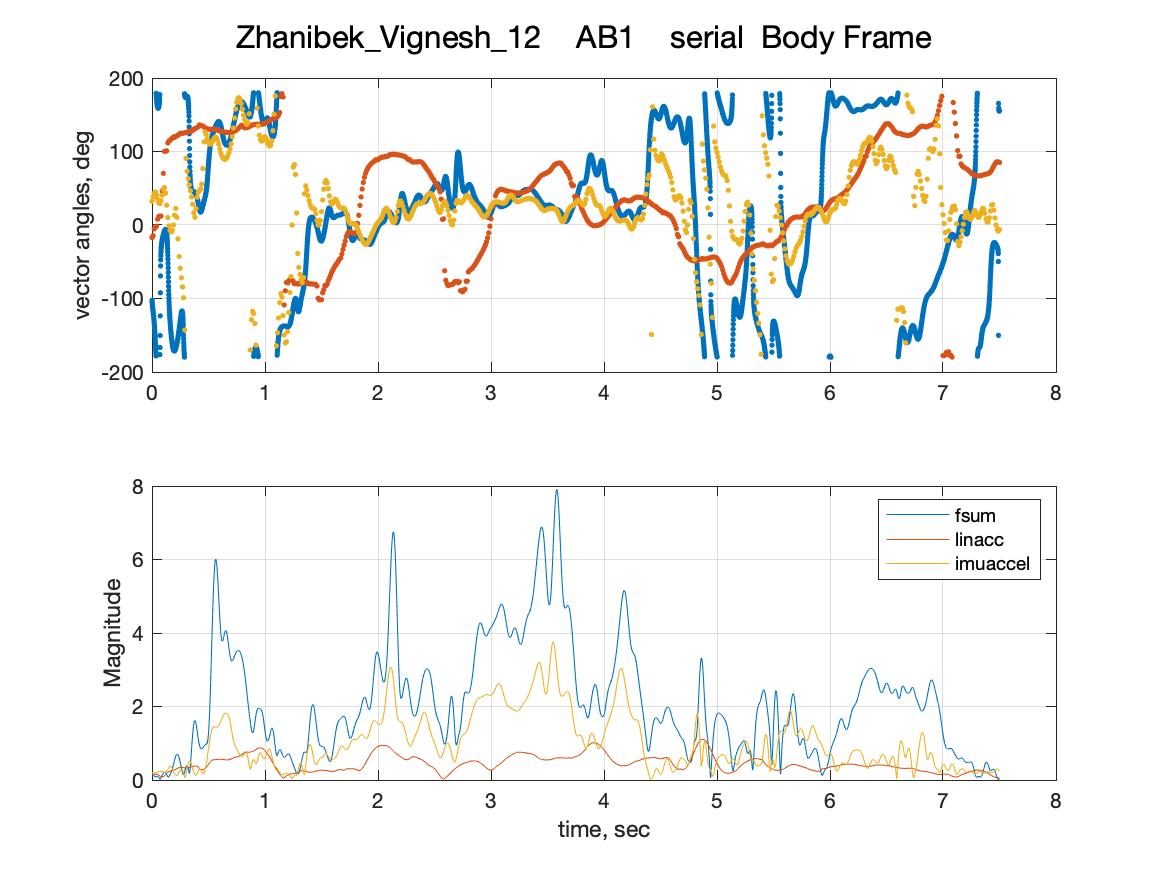 Zhanibek_Vignesh_12 AB1 serial Body Frame
200
100
0
-100
-200
vector angles, deg
0 1 2 3 4 5 6 7 8
8
6
4
2
0
Magnitude
fsum
linacc
imuaccel
0 1 2 3 4 5 6 7 8
time, sec